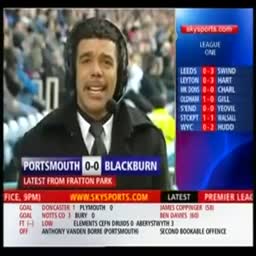 skysports.com
LEAGUE
ONE
LEEDS 0-3 SWIND
LEYTON 0-3 HART
MK DONS 0-0 CHARL
OLDHAM 1-0 GILL
S'END 0-0 YEOVIL
STCKPT 1-1 WALSALL
WYC 0-2 HUDD
PORTSMOUTH 0-0 BLACKBURN
LATEST FROM FRATTON PARK
FICE, 9PM) WWW.SKYSPORTS.COM LATEST PREMIER LEA
GOAL DONCASTER 1 PLYMOUTH 0 JAMES COPPINGER (58)
GOAL NOTTS CO 3 BURY 0 BEN DAVIES (60)
FT (-) LOW ELEMENTS CEFN DRUIDS 0 ABERYSTWYTH 3
OFF ANTHONY VANDEN BORRE (PORTSMOUTH) SECOND BOOKABLE OFFENCE